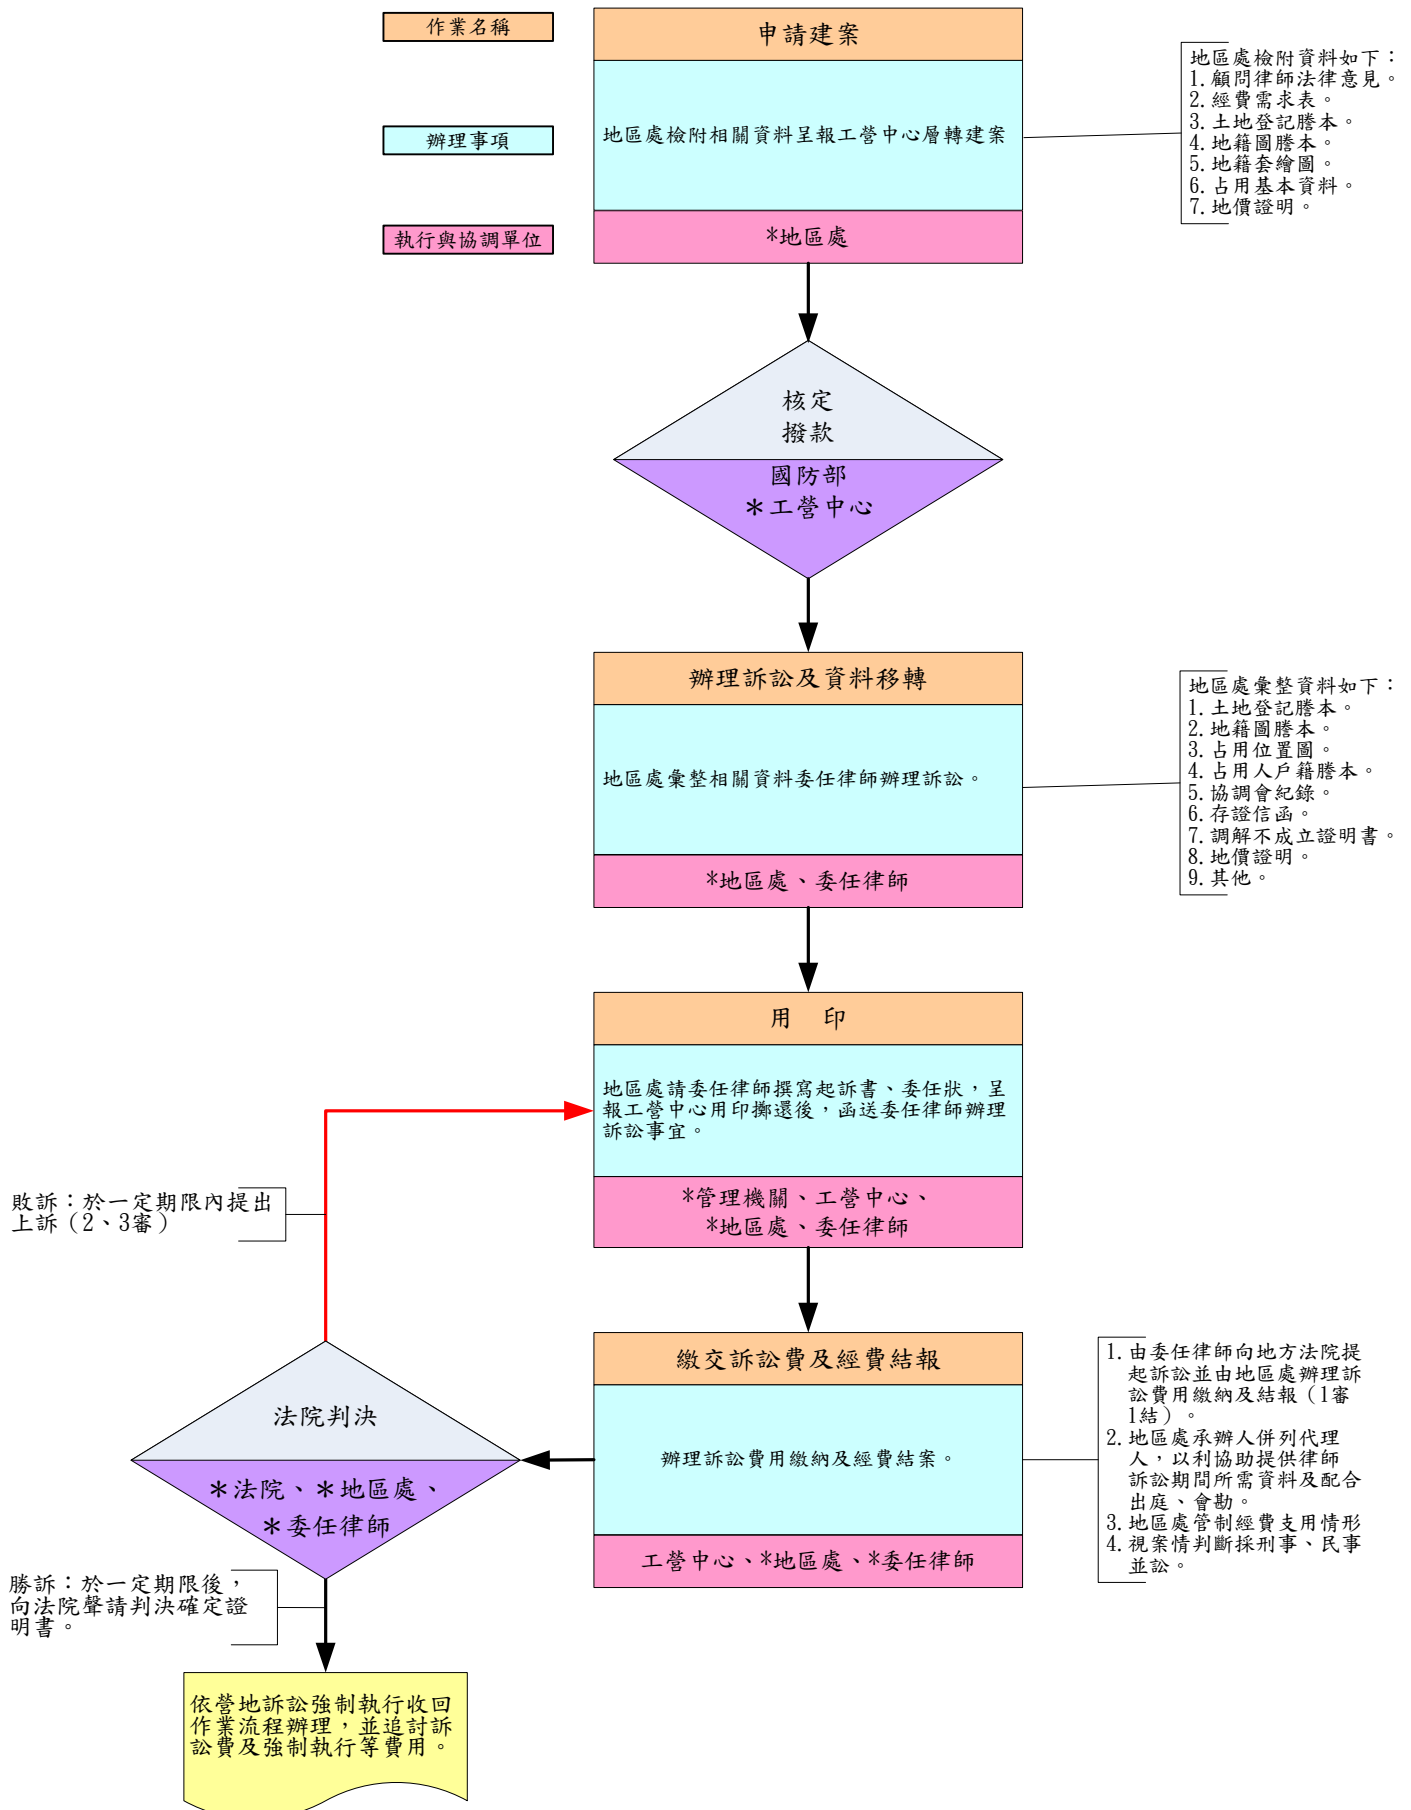 作業名稱
辦理事項
執行與協調單位
申請建案
地區處檢附相關資料呈報工營中心層轉建案
*地區處
地區處檢附資料如下：
1.顧問律師法律意見。
2.經費需求表。
3.土地登記謄本。
4.地籍圖謄本。
5.地籍套繪圖。
6.占用基本資料。
7.地價證明。
核定
撥款
國防部
＊工營中心
辦理訴訟及資料移轉
地區處彙整相關資料委任律師辦理訴訟。
*地區處、委任律師
地區處彙整資料如下：
1.土地登記謄本。
2.地籍圖謄本。
3.占用位置圖。
4.占用人戶籍謄本。
5.協調會紀錄。
6.存證信函。
7.調解不成立證明書。
8.地價證明。
9.其他。
用　印
地區處請委任律師撰寫起訴書、委任狀，呈
報工營中心用印擲還後，函送委任律師辦理
訴訟事宜。
*管理機關、工營中心、
*地區處、委任律師
敗訴：於一定期限內提出
上訴（2、3審）
繳交訴訟費及經費結報
辦理訴訟費用繳納及經費結案。
工營中心、*地區處、*委任律師
1.由委任律師向地方法院提
起訴訟並由地區處辦理訴
訟費用繳納及結報（1審
1結）。
2.地區處承辦人併列代理
人，以利協助提供律師
訴訟期間所需資料及配合
出庭、會勘。
3.地區處管制經費支用情形
4.視案情判斷採刑事、民事
並訟。
法院判決
＊法院、＊地區處、
＊委任律師
勝訴：於一定期限後，
向法院聲請判決確定證
明書。
依營地訴訟強制執行收回
作業流程辦理，並追討訴
訟費及強制執行等費用。